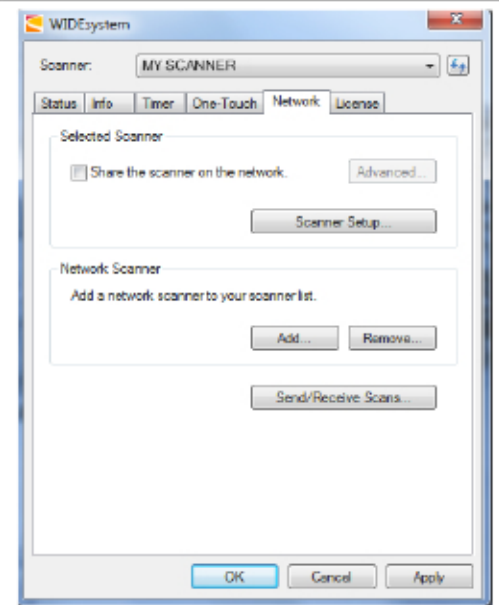 WIDEsystem
Scanner: MY SCANNER
Status Info Timer One-Touch Network License
Selected Scanner
Share the scanner on the network. Advanced...
Scanner Setup...
Network Scanner
Add a network scanner to your scanner list.
Add... Remove...
Send/Receive Scans...
OK Cancel Apply